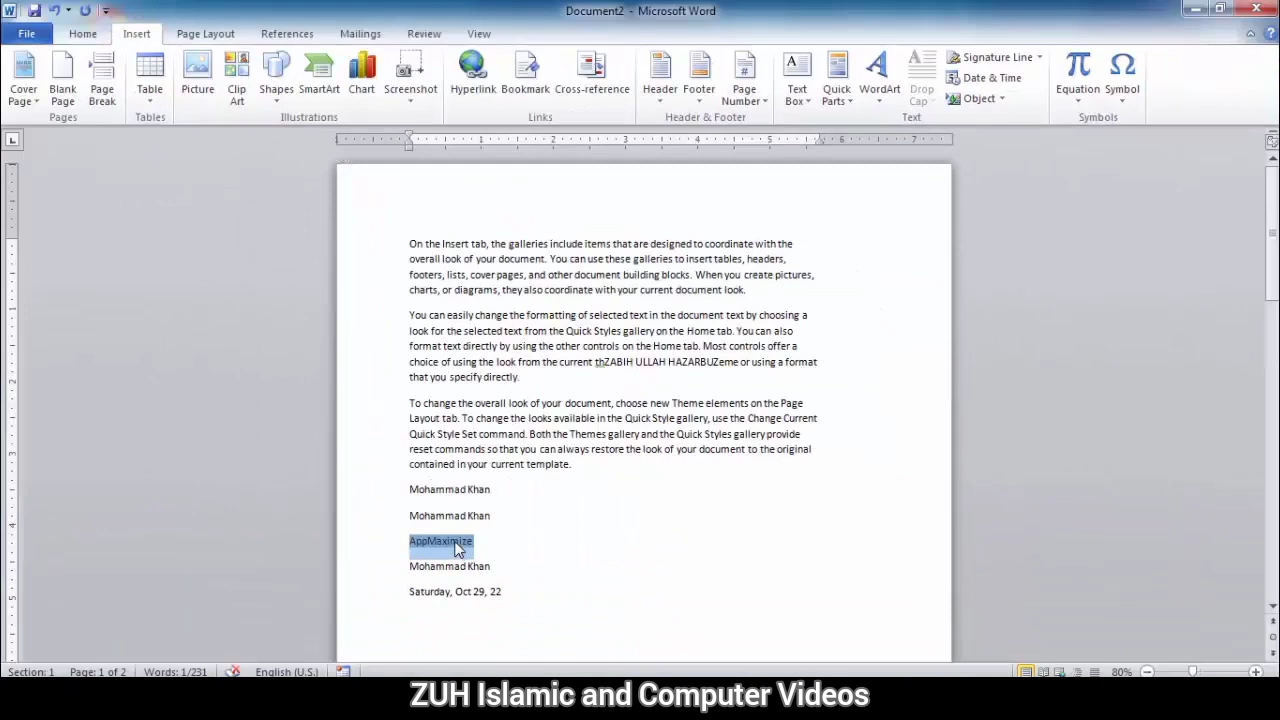 Document2 - Microsoft Word
File Home Insert Page Layout References Mailings Review View
Cover Page Blank Page Page Break Table Picture Clip Art Shapes SmartArt Chart Screenshot Hyperlink Bookmark Cross-reference Header Footer Page Number Text Box Quick Parts WordArt Drop Cap Signature Line Date & Time Object Equation Symbol
Pages Tables Illustrations Links Header & Footer Text Symbols
1 2 3 4 5 6 7
On the Insert tab, the galleries include items that are designed to coordinate with the
overall look of your document. You can use these galleries to insert tables, headers,
footers, lists, cover pages, and other document building blocks. When you create pictures,
charts, or diagrams, they also coordinate with your current document look.
You can easily change the formatting of selected text in the document text by choosing a
look for the selected text from the Quick Styles gallery on the Home tab. You can also
format text directly by using the other controls on the Home tab. Most controls offer a
choice of using the look from the current thZABIH ULLAH HAZARBUZeme or using a format
that you specify directly.
To change the overall look of your document, choose new Theme elements on the Page
Layout tab. To change the looks available in the Quick Style gallery, use the Change Current
Quick Style Set command. Both the Themes gallery and the Quick Styles gallery provide
reset commands so that you can always restore the look of your document to the original
contained in your current template.
Mohammad Khan
Mohammad Khan
AppMaximize
Mohammad Khan
Saturday, Oct 29, 22
Section: 1 Page: 1 of 2 Words: 1/231 English (U.S.) 80%
ZUH Islamic and Computer Videos